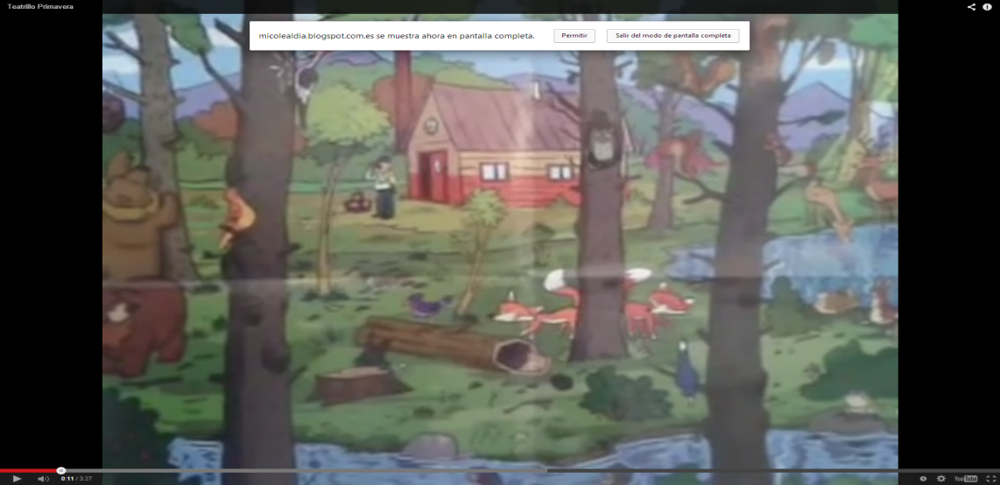 Teatrillo Primavera
micolealdia.blogspot.com.es se muestra ahora en pantalla completa. Permitir Salir del modo de pantalla completa
0:11 / 3:27
YouTube